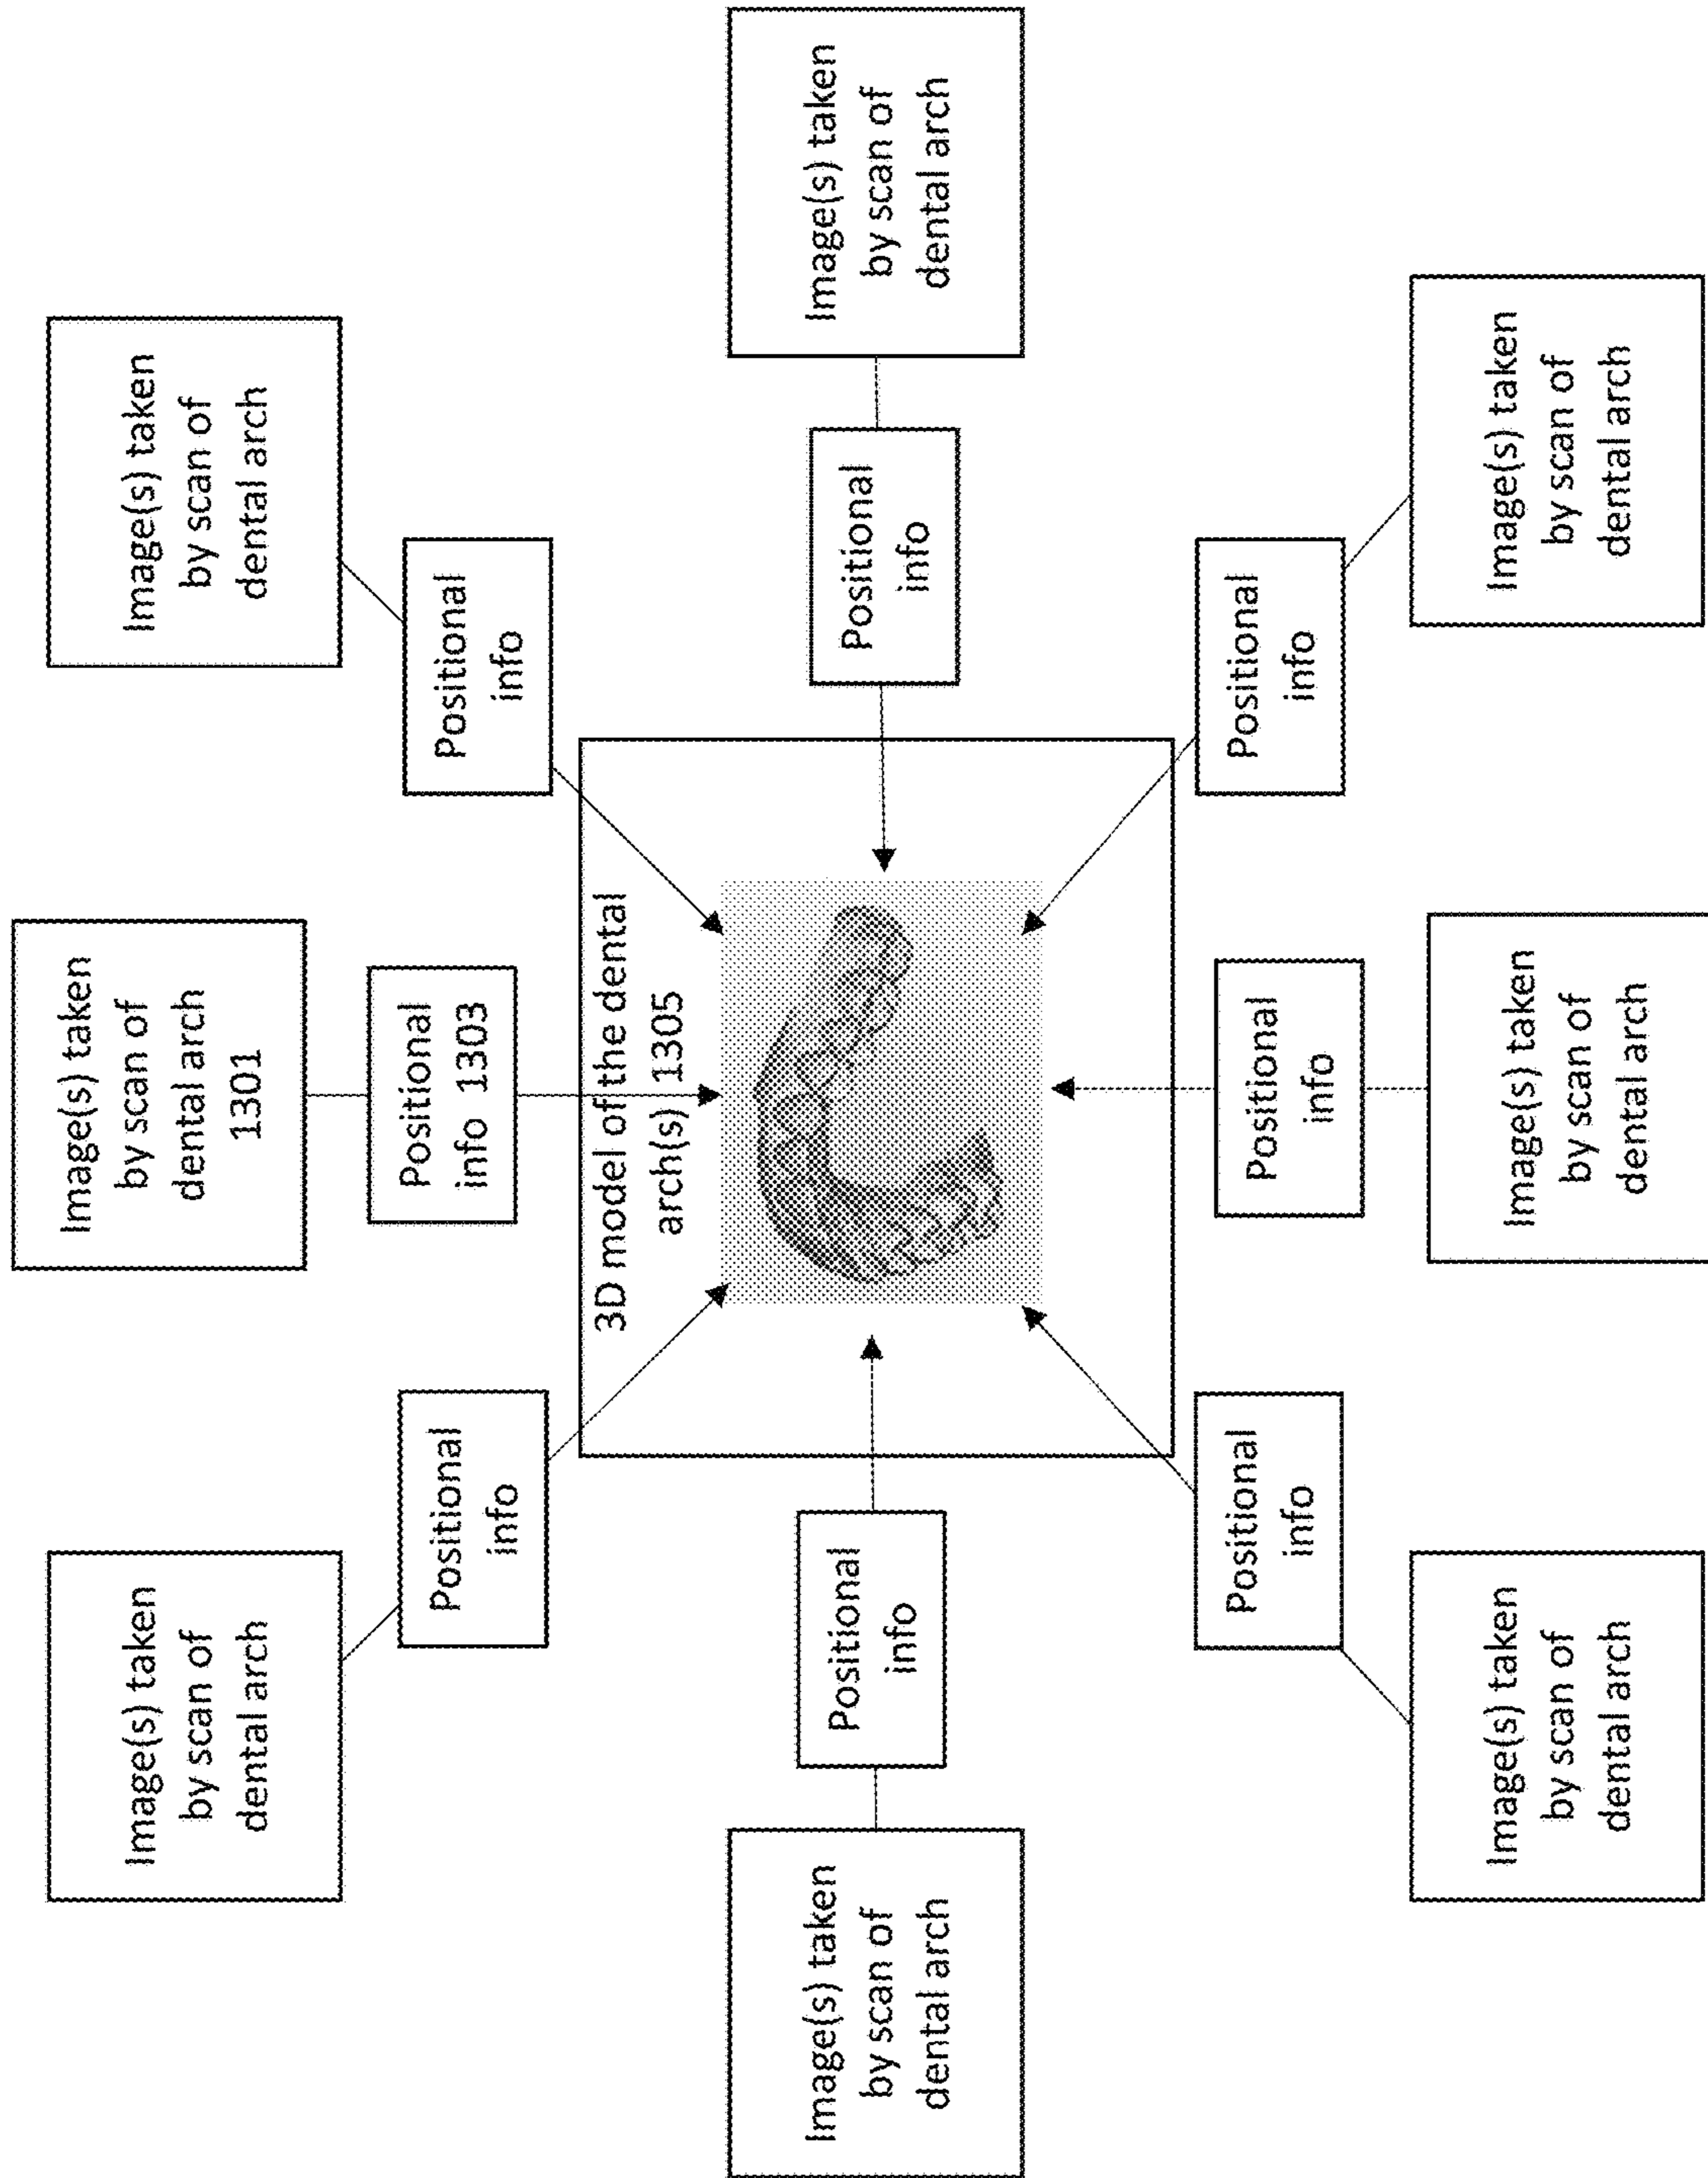 Image(s) taken
by scan of
dental arch
Image(s) taken
by scan of
dental arch
1301
Image(s) taken
by scan of
dental arch
Positional
info
Positional
info 1303
Positional
info
3D model of the dental
arch(s) 1305
Image(s) taken
by scan of
dental arch
Positional
info
Positional
info
Image(s) taken
by scan of
dental arch
Positional
info
Positional
info
Positional
info
Image(s) taken
by scan of
dental arch
Image(s) taken
by scan of
dental arch
Image(s) taken
by scan of
dental arch